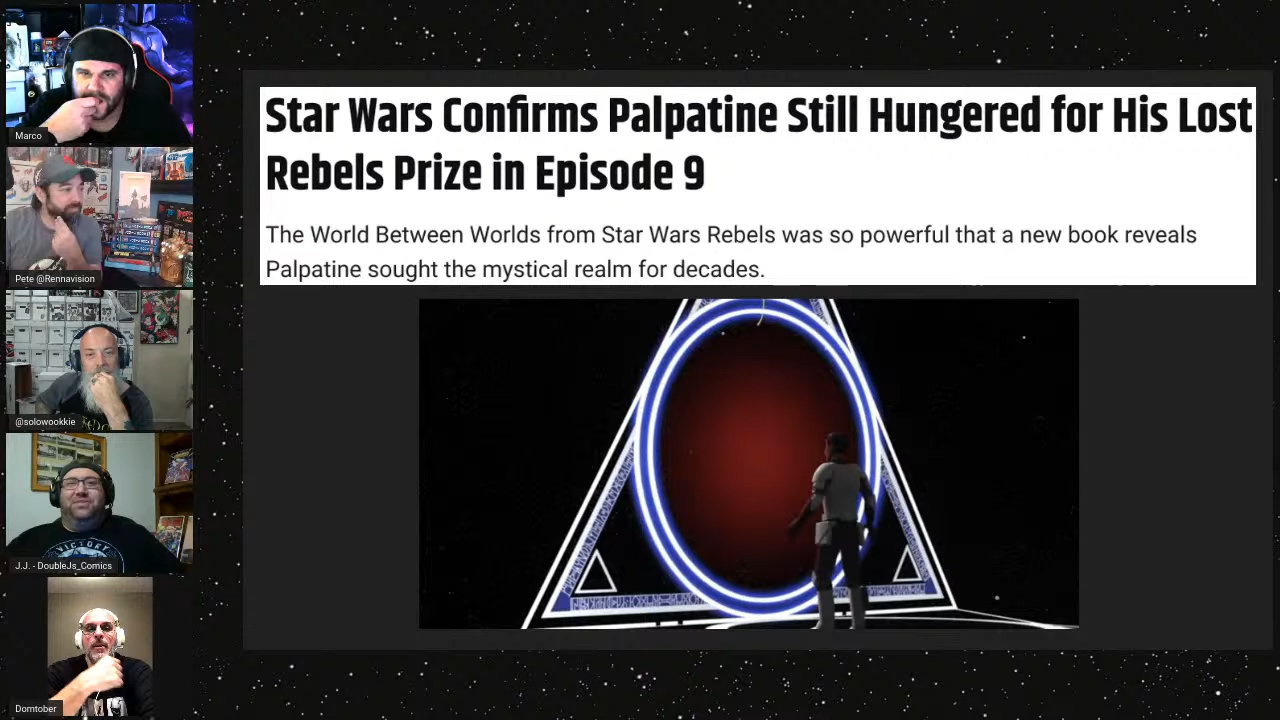 Marco
Pete @Rennavision
@solowookkie
J.J. - DoubleJs_Comics
VICTORY
Domtober
Star Wars Confirms Palpatine Still Hungered for His Lost
Rebels Prize in Episode 9
The World Between Worlds from Star Wars Rebels was so powerful that a new book reveals
Palpatine sought the mystical realm for decades.